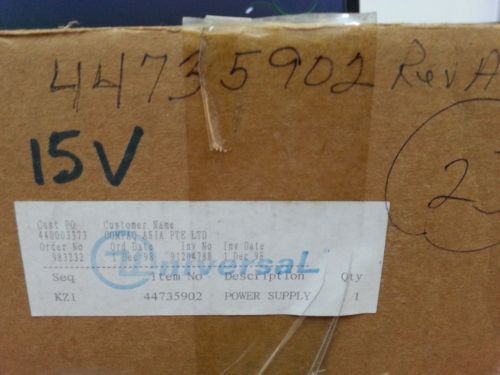 44735902 Rev A
15V
2
Cust PO Customer Name
440003373 COMPAQ ASIA PTE LTD
Order No Ord Date Inv No Inv Date
983232 1 Dec 98 91204788 1 Dec 98
Universal
Seq Item No Description Qty
KZ1 44735902 POWER SUPPLY 1